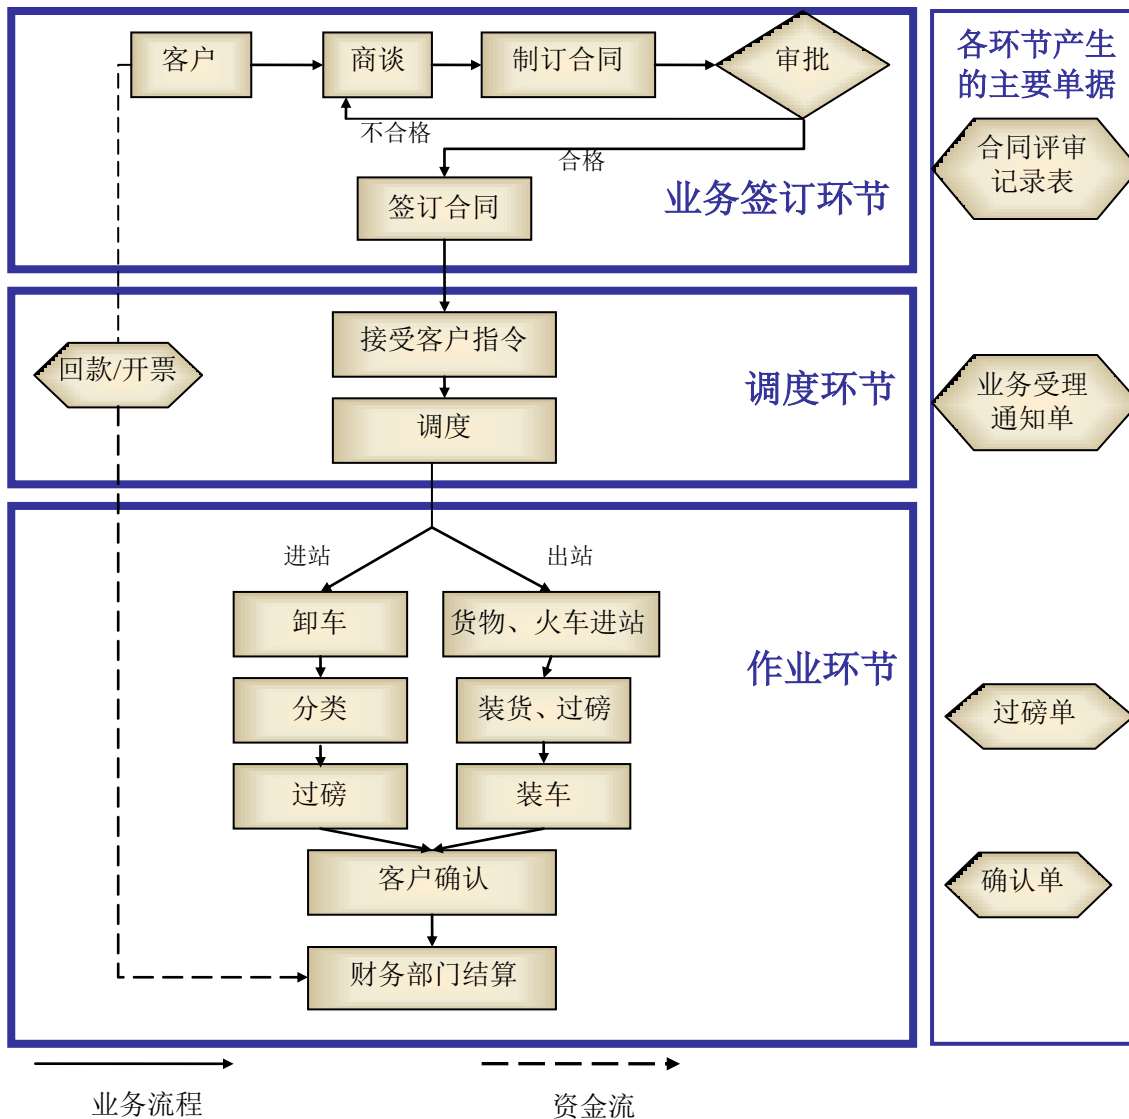 客户
商谈
制订合同
审批
不合格
合格
签订合同
业务签订环节
接受客户指令
回款/开票
调度
调度环节
进站
出站
卸车
货物、火车进站
作业环节
分类
装货、过磅
过磅
装车
客户确认
财务部门结算
各环节产生
的主要单据
合同评审
记录表
业务受理
通知单
过磅单
确认单
业务流程
资金流